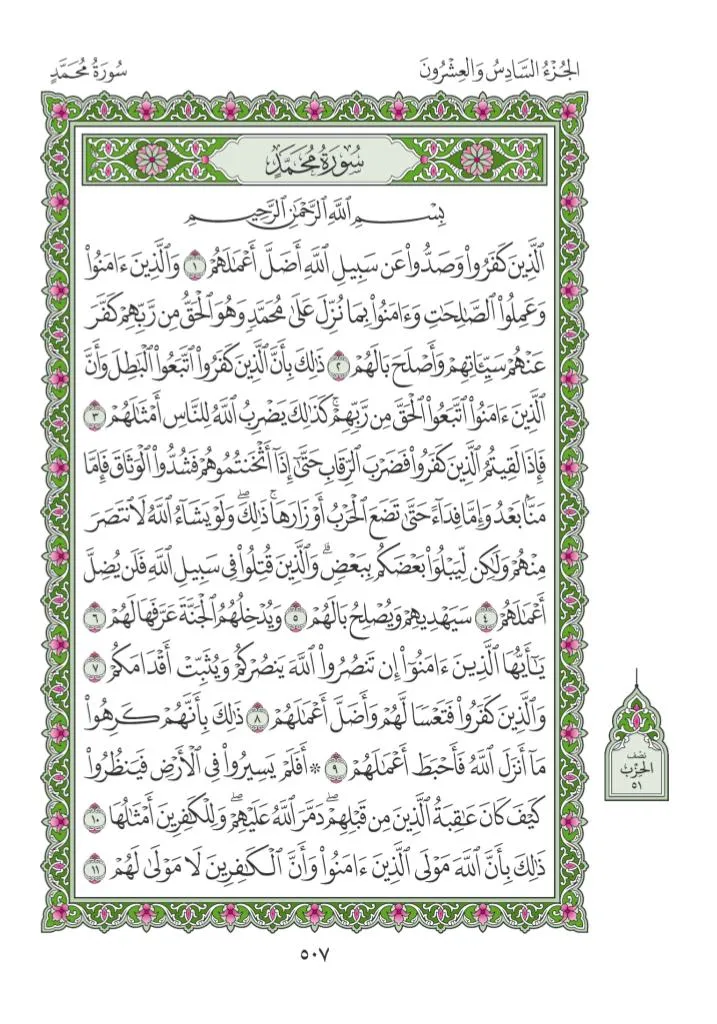 الجُزْءُ السَّادِسُ وَالعِشْرُونَ
سُورَةُ مُحَمَّدٍ
سُورَةُ مُحَمَّدٍ
بِسْمِ ٱللَّهِ ٱلرَّحْمَٰنِ ٱلرَّحِيمِ
ٱلَّذِينَ كَفَرُوا۟ وَصَدُّوا۟ عَن سَبِيلِ ٱللَّهِ أَضَلَّ أَعْمَٰلَهُمْ ١ وَٱلَّذِينَ ءَامَنُوا۟
وَعَمِلُوا۟ ٱلصَّٰلِحَٰتِ وَءَامَنُوا۟ بِمَا نُزِّلَ عَلَىٰ مُحَمَّدٍ وَهُوَ ٱلْحَقُّ مِن رَّبِّهِمْ كَفَّرَ
عَنْهُمْ سَيِّـَٔاتِهِمْ وَأَصْلَحَ بَالَهُمْ ٢ ذَٰلِكَ بِأَنَّ ٱلَّذِينَ كَفَرُوا۟ ٱتَّبَعُوا۟ ٱلْبَٰطِلَ وَأَنَّ
ٱلَّذِينَ ءَامَنُوا۟ ٱتَّبَعُوا۟ ٱلْحَقَّ مِن رَّبِّهِمْ ۚ كَذَٰلِكَ يَضْرِبُ ٱللَّهُ لِلنَّاسِ أَمْثَٰلَهُمْ ٣
فَإِذَا لَقِيتُمُ ٱلَّذِينَ كَفَرُوا۟ فَضَرْبَ ٱلرِّقَابِ حَتَّىٰٓ إِذَآ أَثْخَنتُمُوهُمْ فَشُدُّوا۟ ٱلْوَثَاقَ فَإِمَّا
مَنًّۢا بَعْدُ وَإِمَّا فِدَآءً حَتَّىٰ تَضَعَ ٱلْحَرْبُ أَوْزَارَهَا ۚ ذَٰلِكَ ۖ وَلَوْ يَشَآءُ ٱللَّهُ لَٱنتَصَرَ
مِنْهُمْ وَلَٰكِن لِّيَبْلُوَا۟ بَعْضَكُم بِبَعْضٍ ۗ وَٱلَّذِينَ قُتِلُوا۟ فِى سَبِيلِ ٱللَّهِ فَلَن يُضِلَّ
أَعْمَٰلَهُمْ ٤ سَيَهْدِيهِمْ وَيُصْلِحُ بَالَهُمْ ٥ وَيُدْخِلُهُمُ ٱلْجَنَّةَ عَرَّفَهَا لَهُمْ ٦
يَٰٓأَيُّهَا ٱلَّذِينَ ءَامَنُوٓا۟ إِن تَنصُرُوا۟ ٱللَّهَ يَنصُرْكُمْ وَيُثَبِّتْ أَقْدَامَكُمْ ٧
وَٱلَّذِينَ كَفَرُوا۟ فَتَعْسًا لَّهُمْ وَأَضَلَّ أَعْمَٰلَهُمْ ٨ ذَٰلِكَ بِأَنَّهُمْ كَرِهُوا۟
مَآ أَنزَلَ ٱللَّهُ فَأَحْبَطَ أَعْمَٰلَهُمْ ٩ * أَفَلَمْ يَسِيرُوا۟ فِى ٱلْأَرْضِ فَيَنظُرُوا۟
كَيْفَ كَانَ عَٰقِبَةُ ٱلَّذِينَ مِن قَبْلِهِمْ ۖ دَمَّرَ ٱللَّهُ عَلَيْهِمْ ۖ وَلِلْكَٰفِرِينَ أَمْثَٰلُهَا ١٠
ذَٰلِكَ بِأَنَّ ٱللَّهَ مَوْلَى ٱلَّذِينَ ءَامَنُوا۟ وَأَنَّ ٱلْكَٰفِرِينَ لَا مَوْلَىٰ لَهُمْ ١١
نصف
الحزب
٥١
٥٠٧